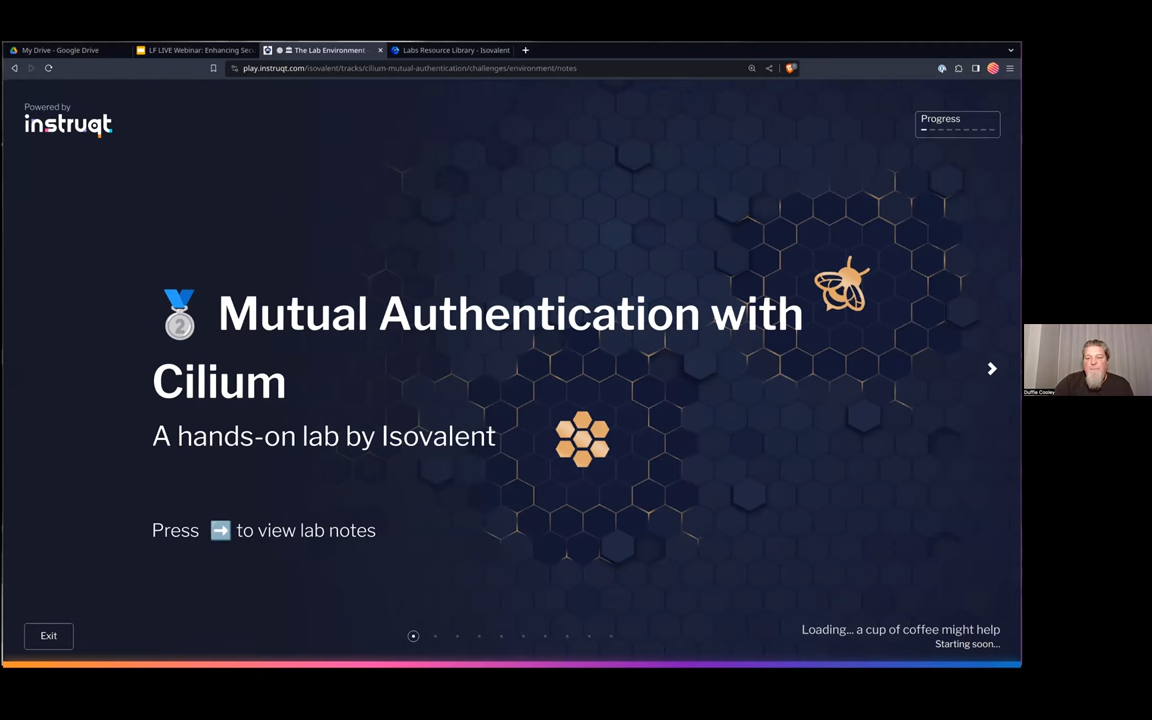 My Drive - Google Drive
LF LIVE Webinar: Enhancing Sec
The Lab Environment
Labs Resource Library - Isovalent
play.instruqt.com/isovalent/tracks/cilium-mutual-authentication/challenges/environment/notes
Powered by
instruqt
Progress
2 Mutual Authentication with
Cilium
A hands-on lab by Isovalent
Press ➡ to view lab notes
Duffie Cooley
Exit
Loading... a cup of coffee might help
Starting soon...